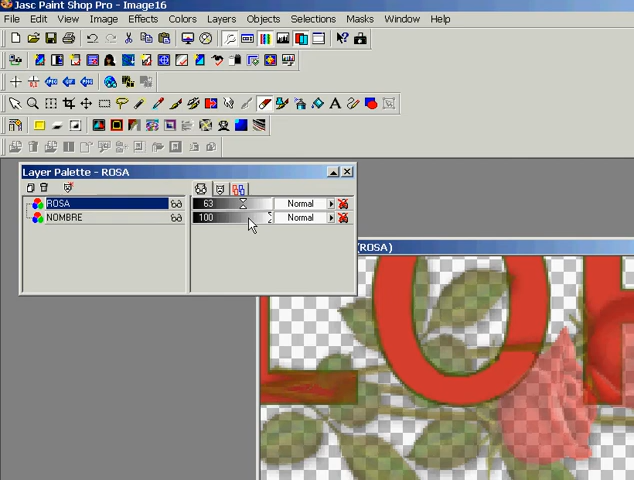 Jasc Paint Shop Pro - Image16
File Edit View Image Effects Colors Layers Objects Selections Masks Window Help
Layer Palette - ROSA
ROSA 63 Normal
NOMBRE 100 Normal
(ROSA)